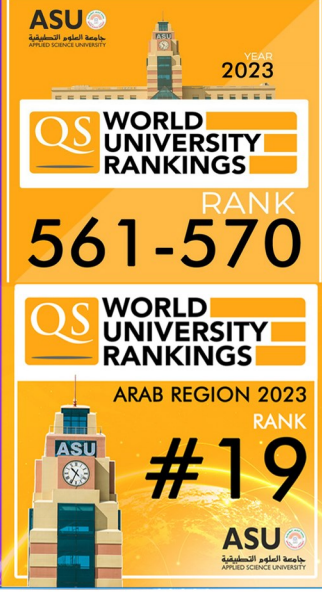 ASU
جامعة العلوم التطبيقية
APPLIED SCIENCE UNIVERSITY
ASU
YEAR
2023
QS
WORLD
UNIVERSITY
RANKINGS
RANK
561-570
QS
WORLD
UNIVERSITY
RANKINGS
ARAB REGION 2023
RANK
#19
ASU
ASU
جامعة العلوم التطبيقية
APPLIED SCIENCE UNIVERSITY